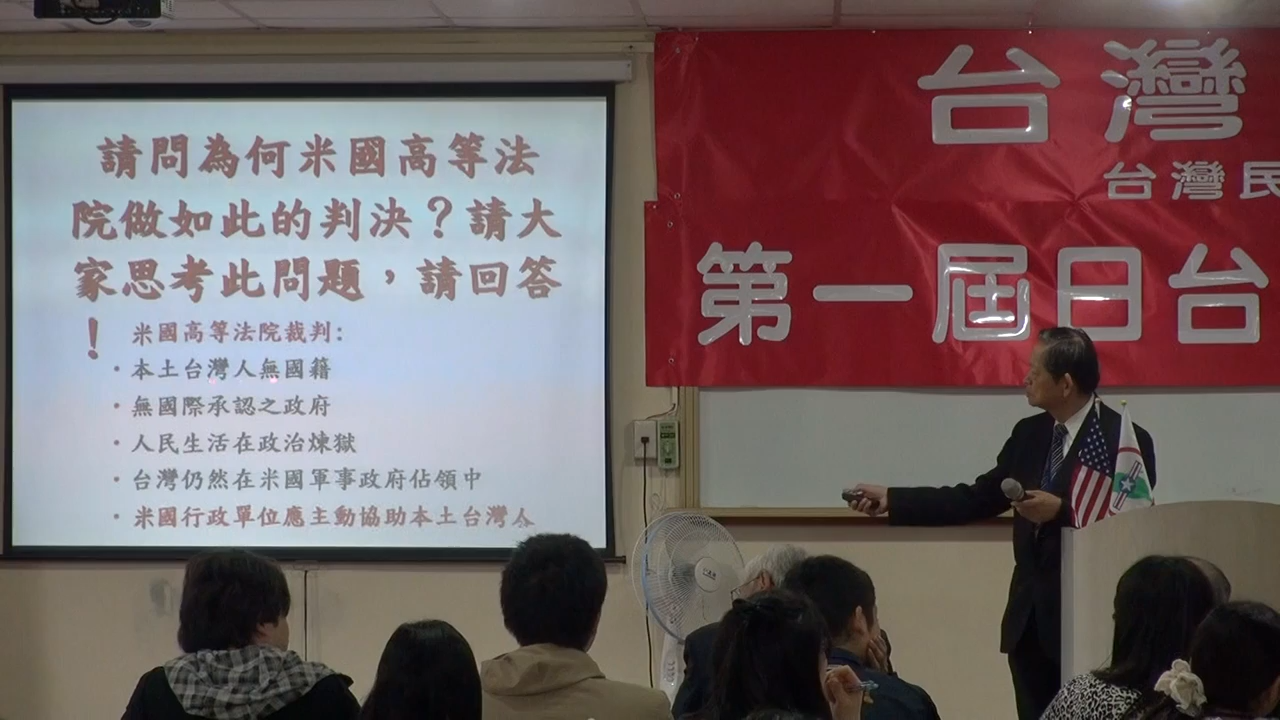 請問為何米國高等法
院做如此的判決？請大
家思考此問題，請回答
！
米國高等法院裁判:
・本土台灣人無國籍
・無國際承認之政府
・人民生活在政治煉獄
・台灣仍然在米國軍事政府佔領中
・米國行政單位應主動協助本土台灣人
台灣
台灣民
第一屆日台